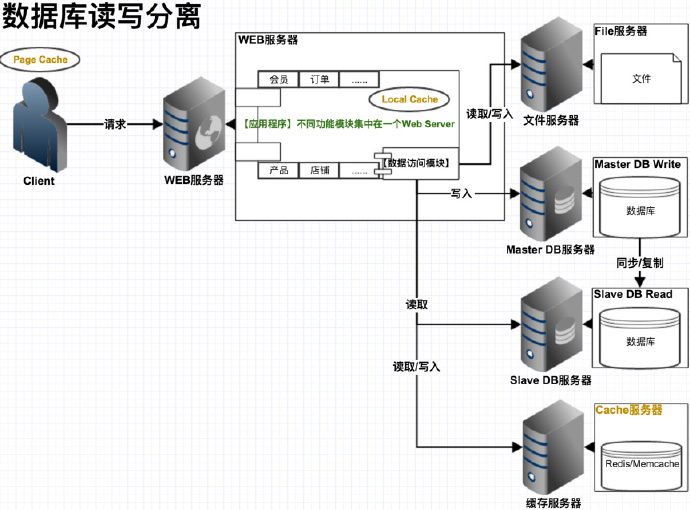 数据库读写分离
Page Cache
Client
请求
WEB服务器
WEB服务器
会员
订单
......
Local Cache
【应用程序】不同功能模块集中在一个Web Server
产品
店铺
......
【数据访问模块】
读取/写入
文件服务器
File服务器
文件
写入
Master DB服务器
Master DB Write
数据库
同步/复制
读取
Slave DB服务器
Slave DB Read
数据库
读取/写入
缓存服务器
Cache服务器
Redis/Memcache